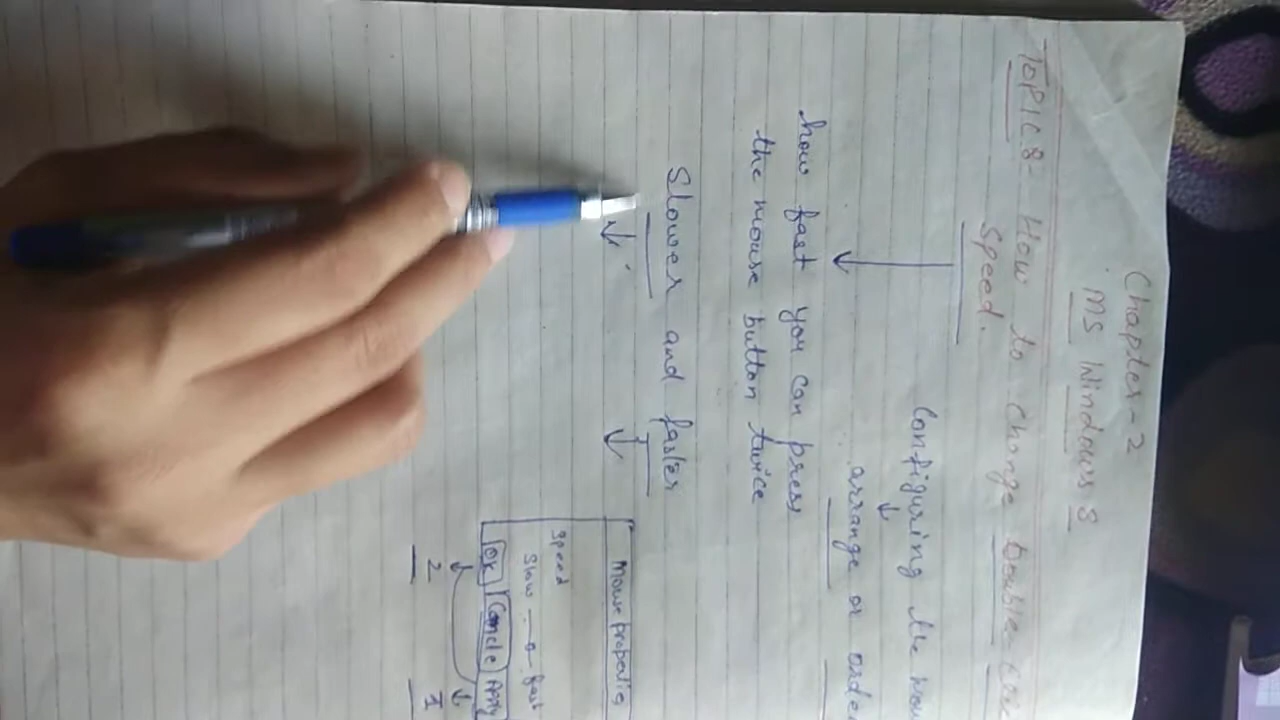 Chapter-2
MS Windows 8
TOPIC 8- How to Change Double
Speed.
Configuring the
arrange or
how fast you can press
the mouse button twice
Slower and faster
Mouse properties
Speed
Slow fast
OK Cancle Apply
2 1